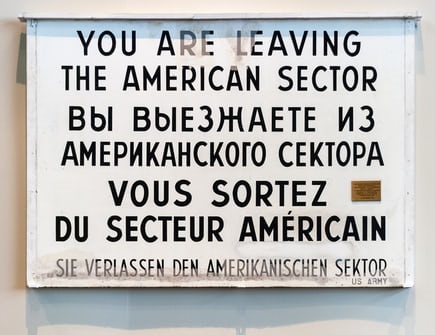 YOU ARE LEAVING
THE AMERICAN SECTOR
ВЫ ВЫЕЗЖАЕТЕ ИЗ
АМЕРИКАНСКОГО СЕКТОРА
VOUS SORTEZ
DU SECTEUR AMÉRICAIN
SIE VERLASSEN DEN AMERIKANISCHEN SEKTOR
US ARMY